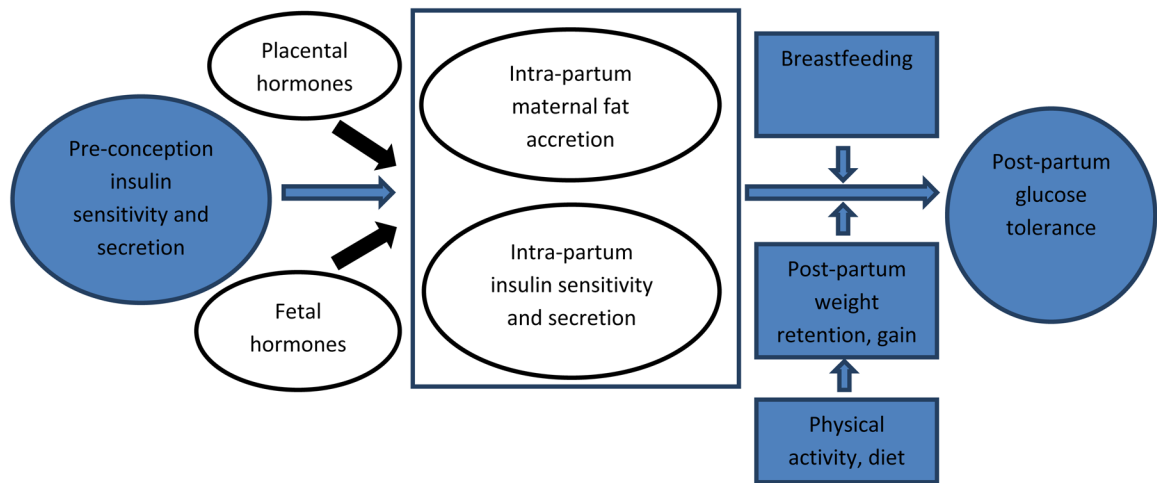 Placental
hormones
Pre-conception
insulin
sensitivity and
secretion
Fetal
hormones
Intra-partum
maternal fat
accretion
Intra-partum
insulin sensitivity
and secretion
Breastfeeding
Post-partum
weight
retention, gain
Physical
activity, diet
Post-partum
glucose
tolerance